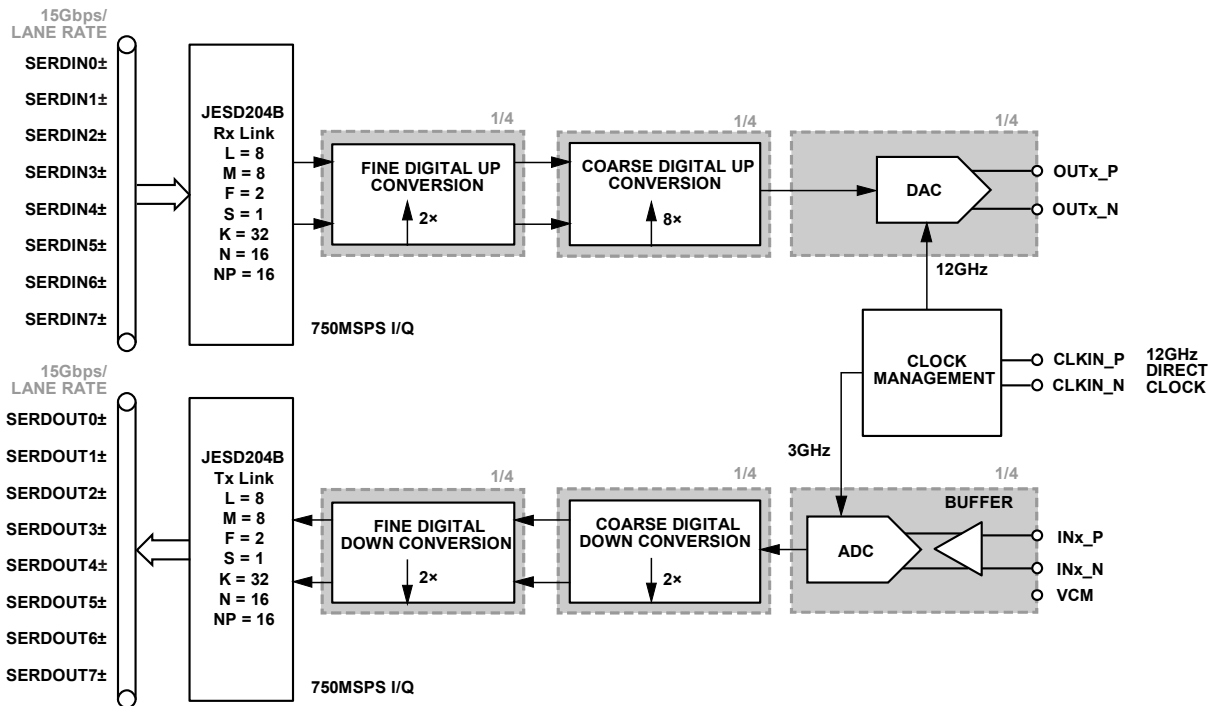 15Gbps/
LANE RATE
SERDIN0±
SERDIN1±
SERDIN2±
SERDIN3±
SERDIN4±
SERDIN5±
SERDIN6±
SERDIN7±
JESD204B
Rx Link
L = 8
M = 8
F = 2
S = 1
K = 32
N = 16
NP = 16
750MSPS I/Q
1/4
FINE DIGITAL UP
CONVERSION
2×
1/4
COARSE DIGITAL UP
CONVERSION
8×
1/4
DAC
OUTx_P
OUTx_N
12GHz
CLOCK
MANAGEMENT
CLKIN_P
CLKIN_N
12GHz
DIRECT
CLOCK
3GHz
15Gbps/
LANE RATE
SERDOUT0±
SERDOUT1±
SERDOUT2±
SERDOUT3±
SERDOUT4±
SERDOUT5±
SERDOUT6±
SERDOUT7±
JESD204B
Tx Link
L = 8
M = 8
F = 2
S = 1
K = 32
N = 16
NP = 16
750MSPS I/Q
1/4
FINE DIGITAL
DOWN CONVERSION
2×
1/4
COARSE DIGITAL
DOWN CONVERSION
2×
1/4
BUFFER
ADC
INx_P
INx_N
VCM